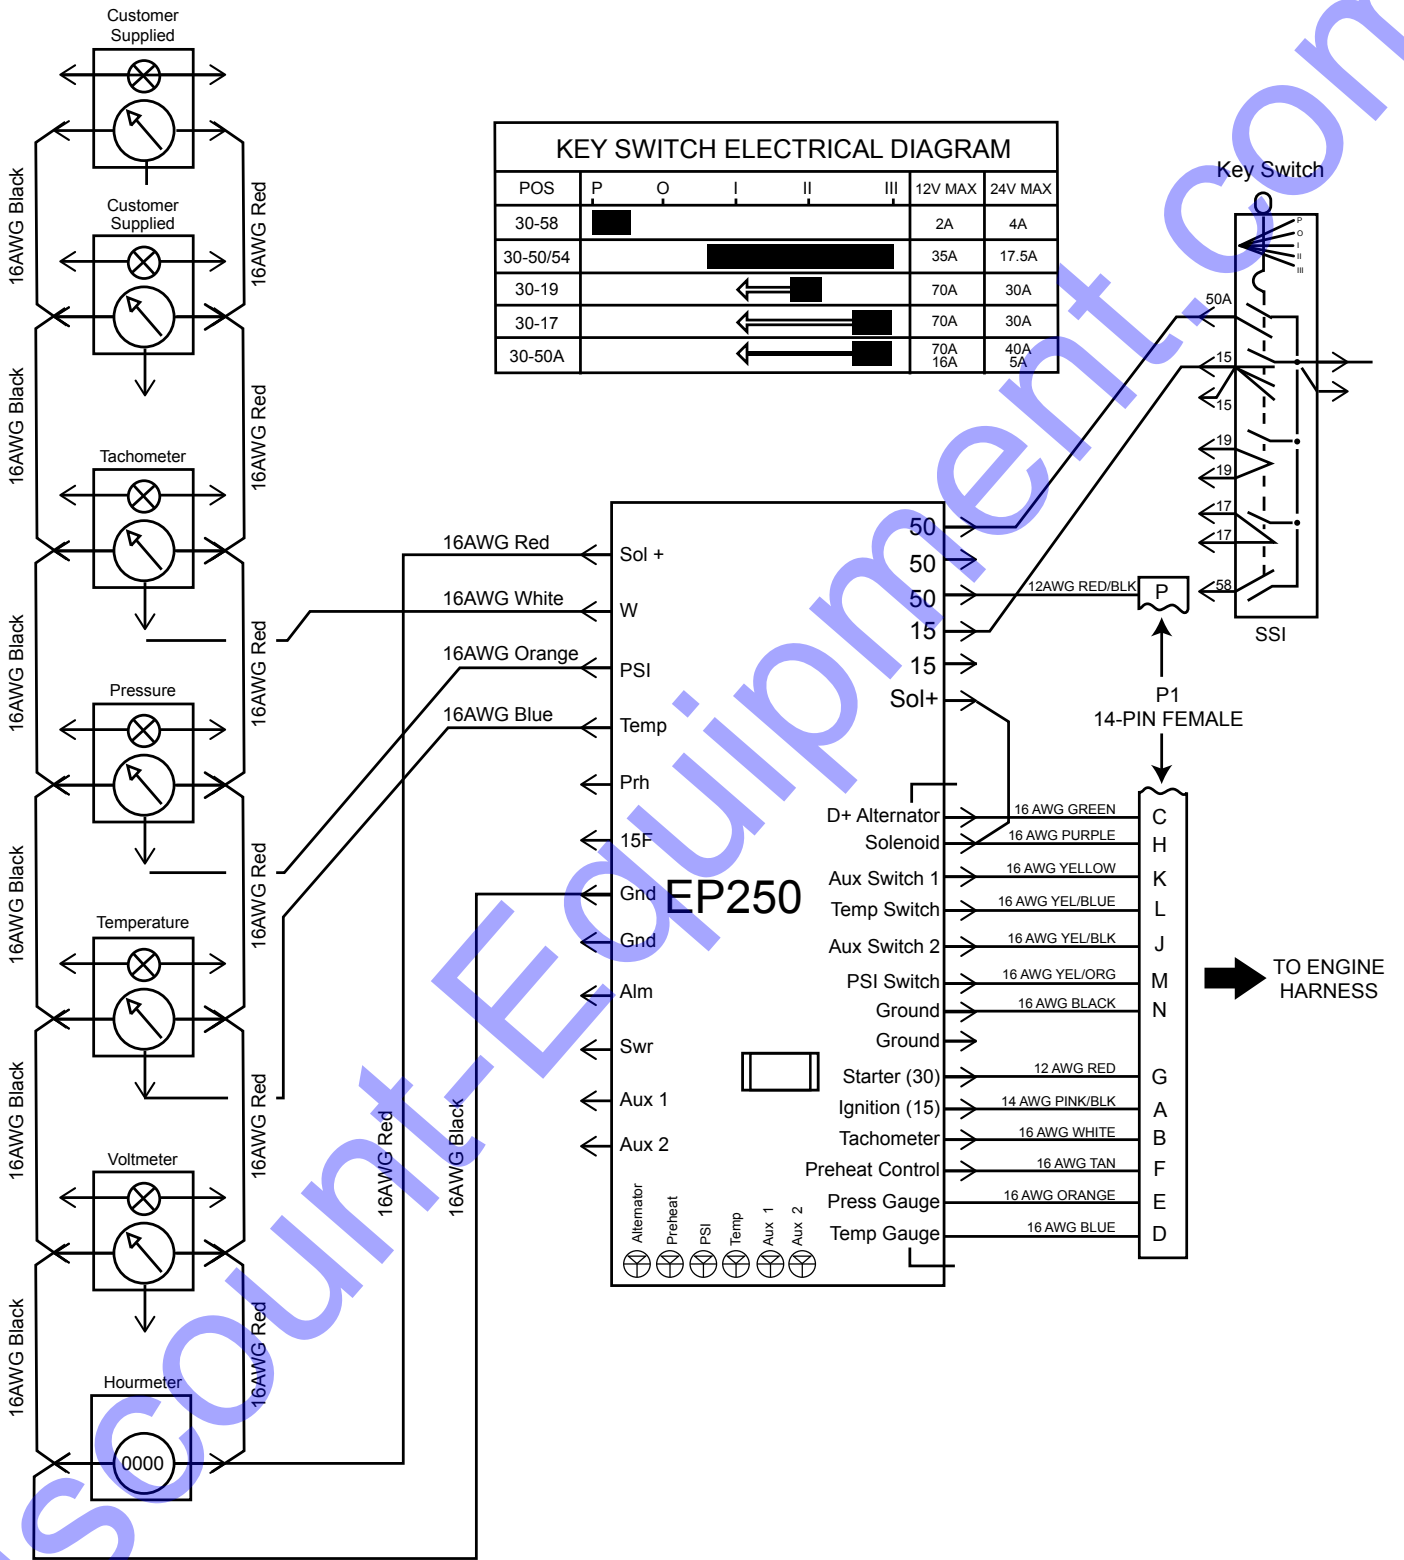 Customer
Supplied
16AWG Black
16AWG Red
Customer
Supplied
16AWG Black
16AWG Red
Tachometer
16AWG Black
16AWG Red
Pressure
16AWG Black
16AWG Red
Temperature
16AWG Black
16AWG Red
Voltmeter
16AWG Black
16AWG Red
Hourmeter
0000
KEY SWITCH ELECTRICAL DIAGRAM
POS P O I II III 12V MAX 24V MAX
30-58 2A 4A
30-50/54 35A 17.5A
30-19 70A 30A
30-17 70A 30A
30-50A 70A 40A
16A 5A
Key Switch
P
O
I
II
III
50A
15
15
19
19
17
17
58
SSI
16AWG Red
16AWG White
16AWG Orange
16AWG Blue
16AWG Red
16AWG Black
Sol +
W
PSI
Temp
Prh
15F
Gnd
Gnd
Alm
Swr
Aux 1
Aux 2
EP250
Alternator
Preheat
PSI
Temp
Aux 1
Aux 2
50
50
50 12AWG RED/BLK P
15
15
Sol+
P1
14-PIN FEMALE
D+ Alternator 16 AWG GREEN C
Solenoid 16 AWG PURPLE H
Aux Switch 1 16 AWG YELLOW K
Temp Switch 16 AWG YEL/BLUE L
Aux Switch 2 16 AWG YEL/BLK J
PSI Switch 16 AWG YEL/ORG M
Ground 16 AWG BLACK N
Ground
Starter (30) 12 AWG RED G
Ignition (15) 14 AWG PINK/BLK A
Tachometer 16 AWG WHITE B
Preheat Control 16 AWG TAN F
Press Gauge 16 AWG ORANGE E
Temp Gauge 16 AWG BLUE D
TO ENGINE
HARNESS
iscount-Equipment.com